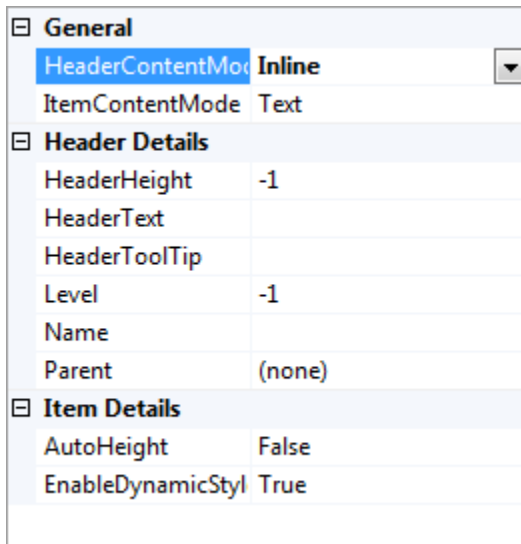 General
HeaderContentMod Inline
ItemContentMode Text
Header Details
HeaderHeight -1
HeaderText
HeaderToolTip
Level -1
Name
Parent (none)
Item Details
AutoHeight False
EnableDynamicStyl True